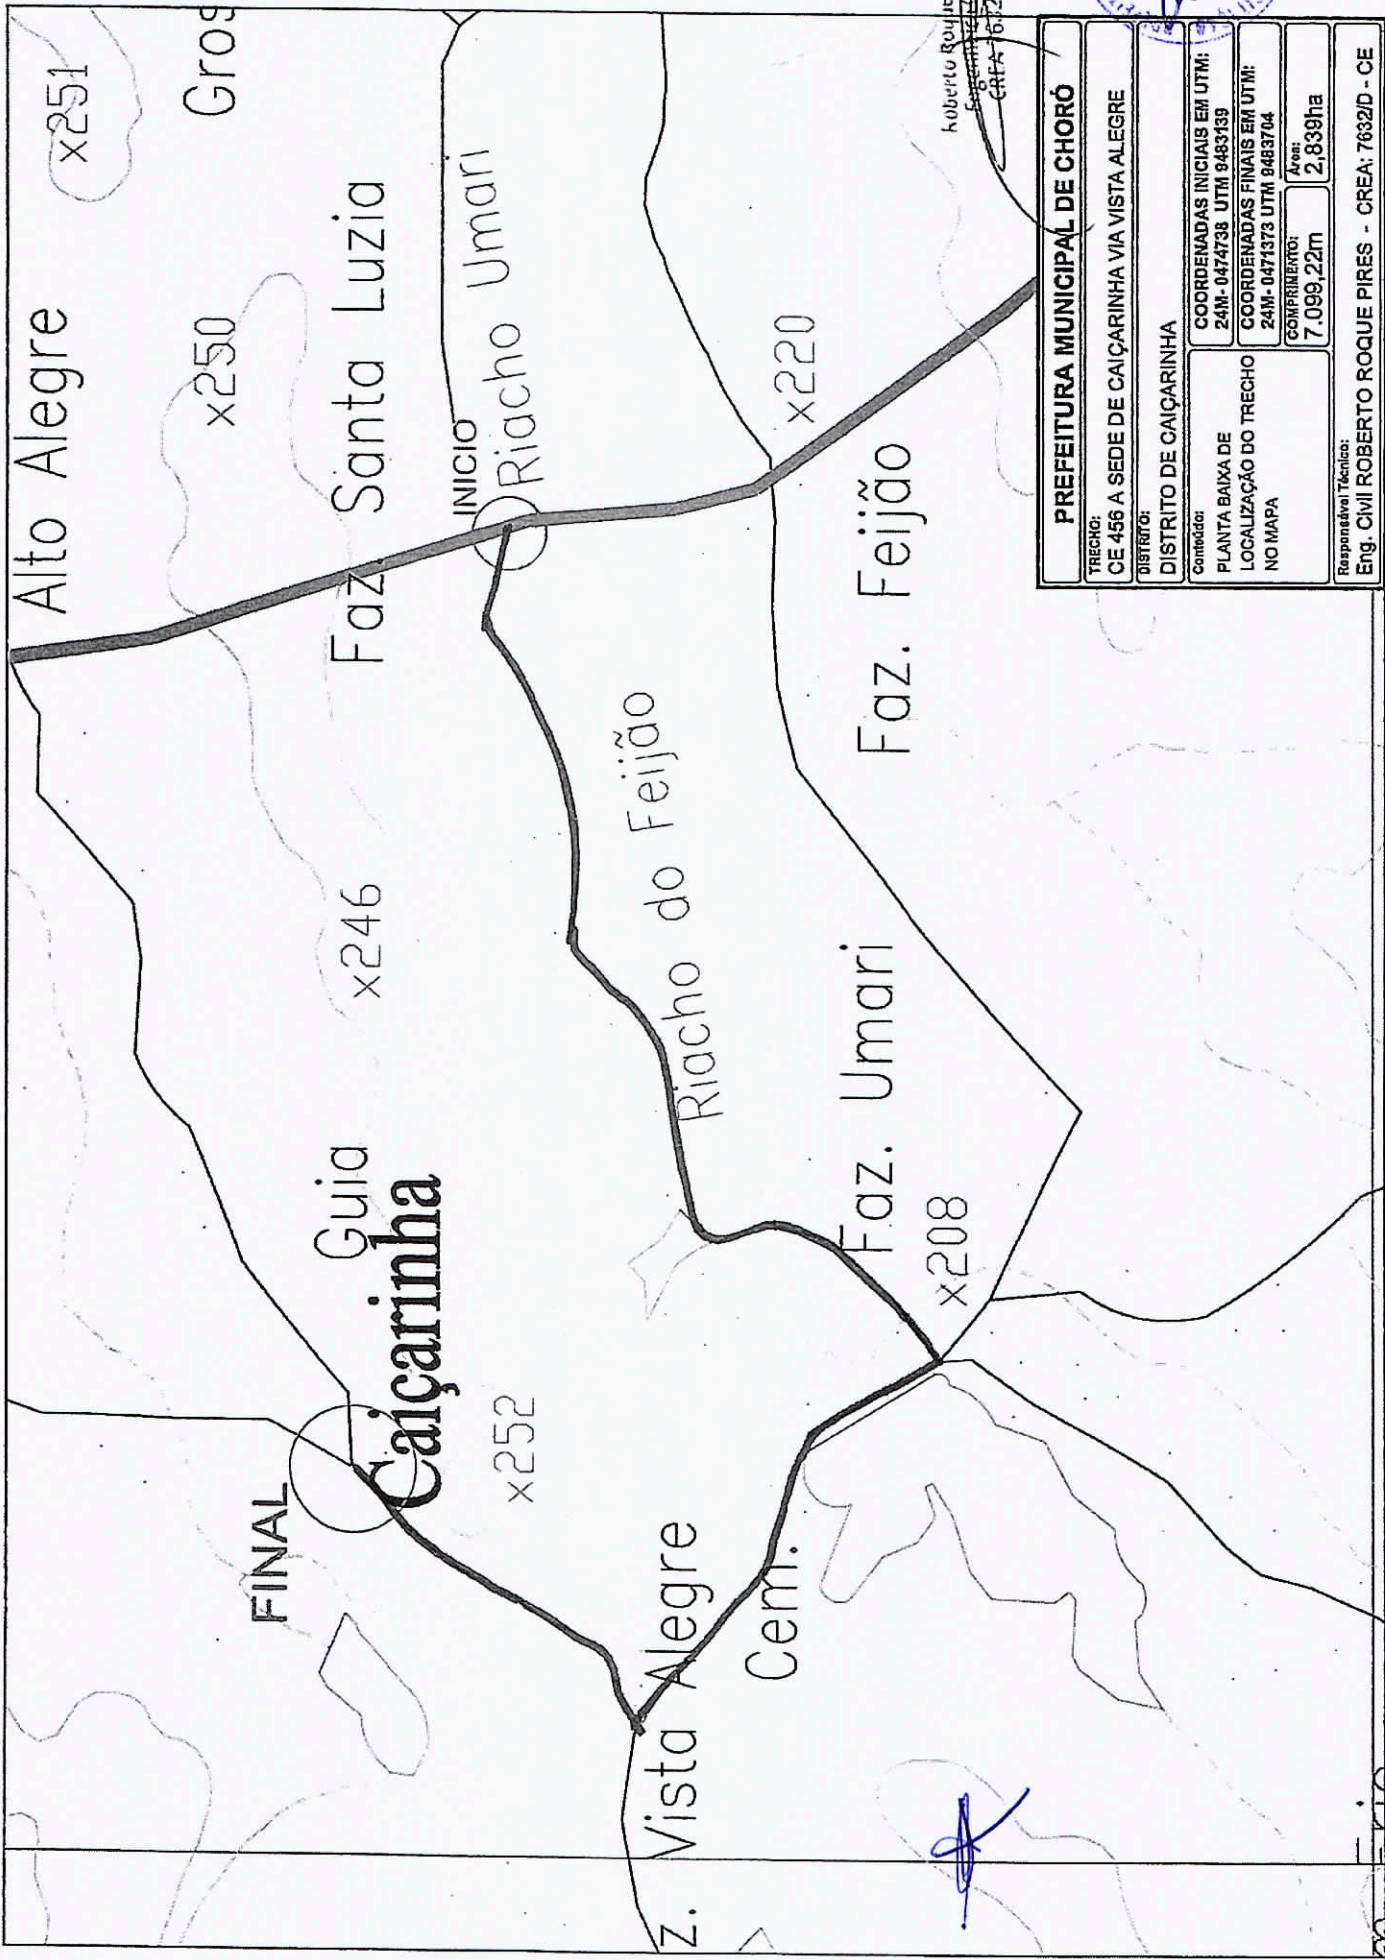 Alto Alegre
x251
Gros
x250
Faz. Santa Luzia
INICIO
Riacho Umari
x246
Guia
Caiçarinha
FINAL
x252
Riacho do Feijão
x220
Faz. Feijão
Faz. Umari
x208
Cem.
z. Vista Alegre
Roberto Roque
PREFEITURA MUNICIPAL DE CHORÓ
TRECHO:
CE 456 A SEDE DE CAIÇARINHA VIA VISTA ALEGRE
DISTRITO:
DISTRITO DE CAIÇARINHA
Conteúdo:
PLANTA BAIXA DE
LOCALIZAÇÃO DO TRECHO
NO MAPA
COORDENADAS INICIAIS EM UTM:
24M- 0474738 UTM 9483139
COORDENADAS FINAIS EM UTM:
24M- 0471373 UTM 9483704
COMPRIMENTO:
7.099,22m
Área:
2,839ha
Responsável Técnico:
Eng. Civil ROBERTO ROQUE PIRES - CREA: 7632/D - CE